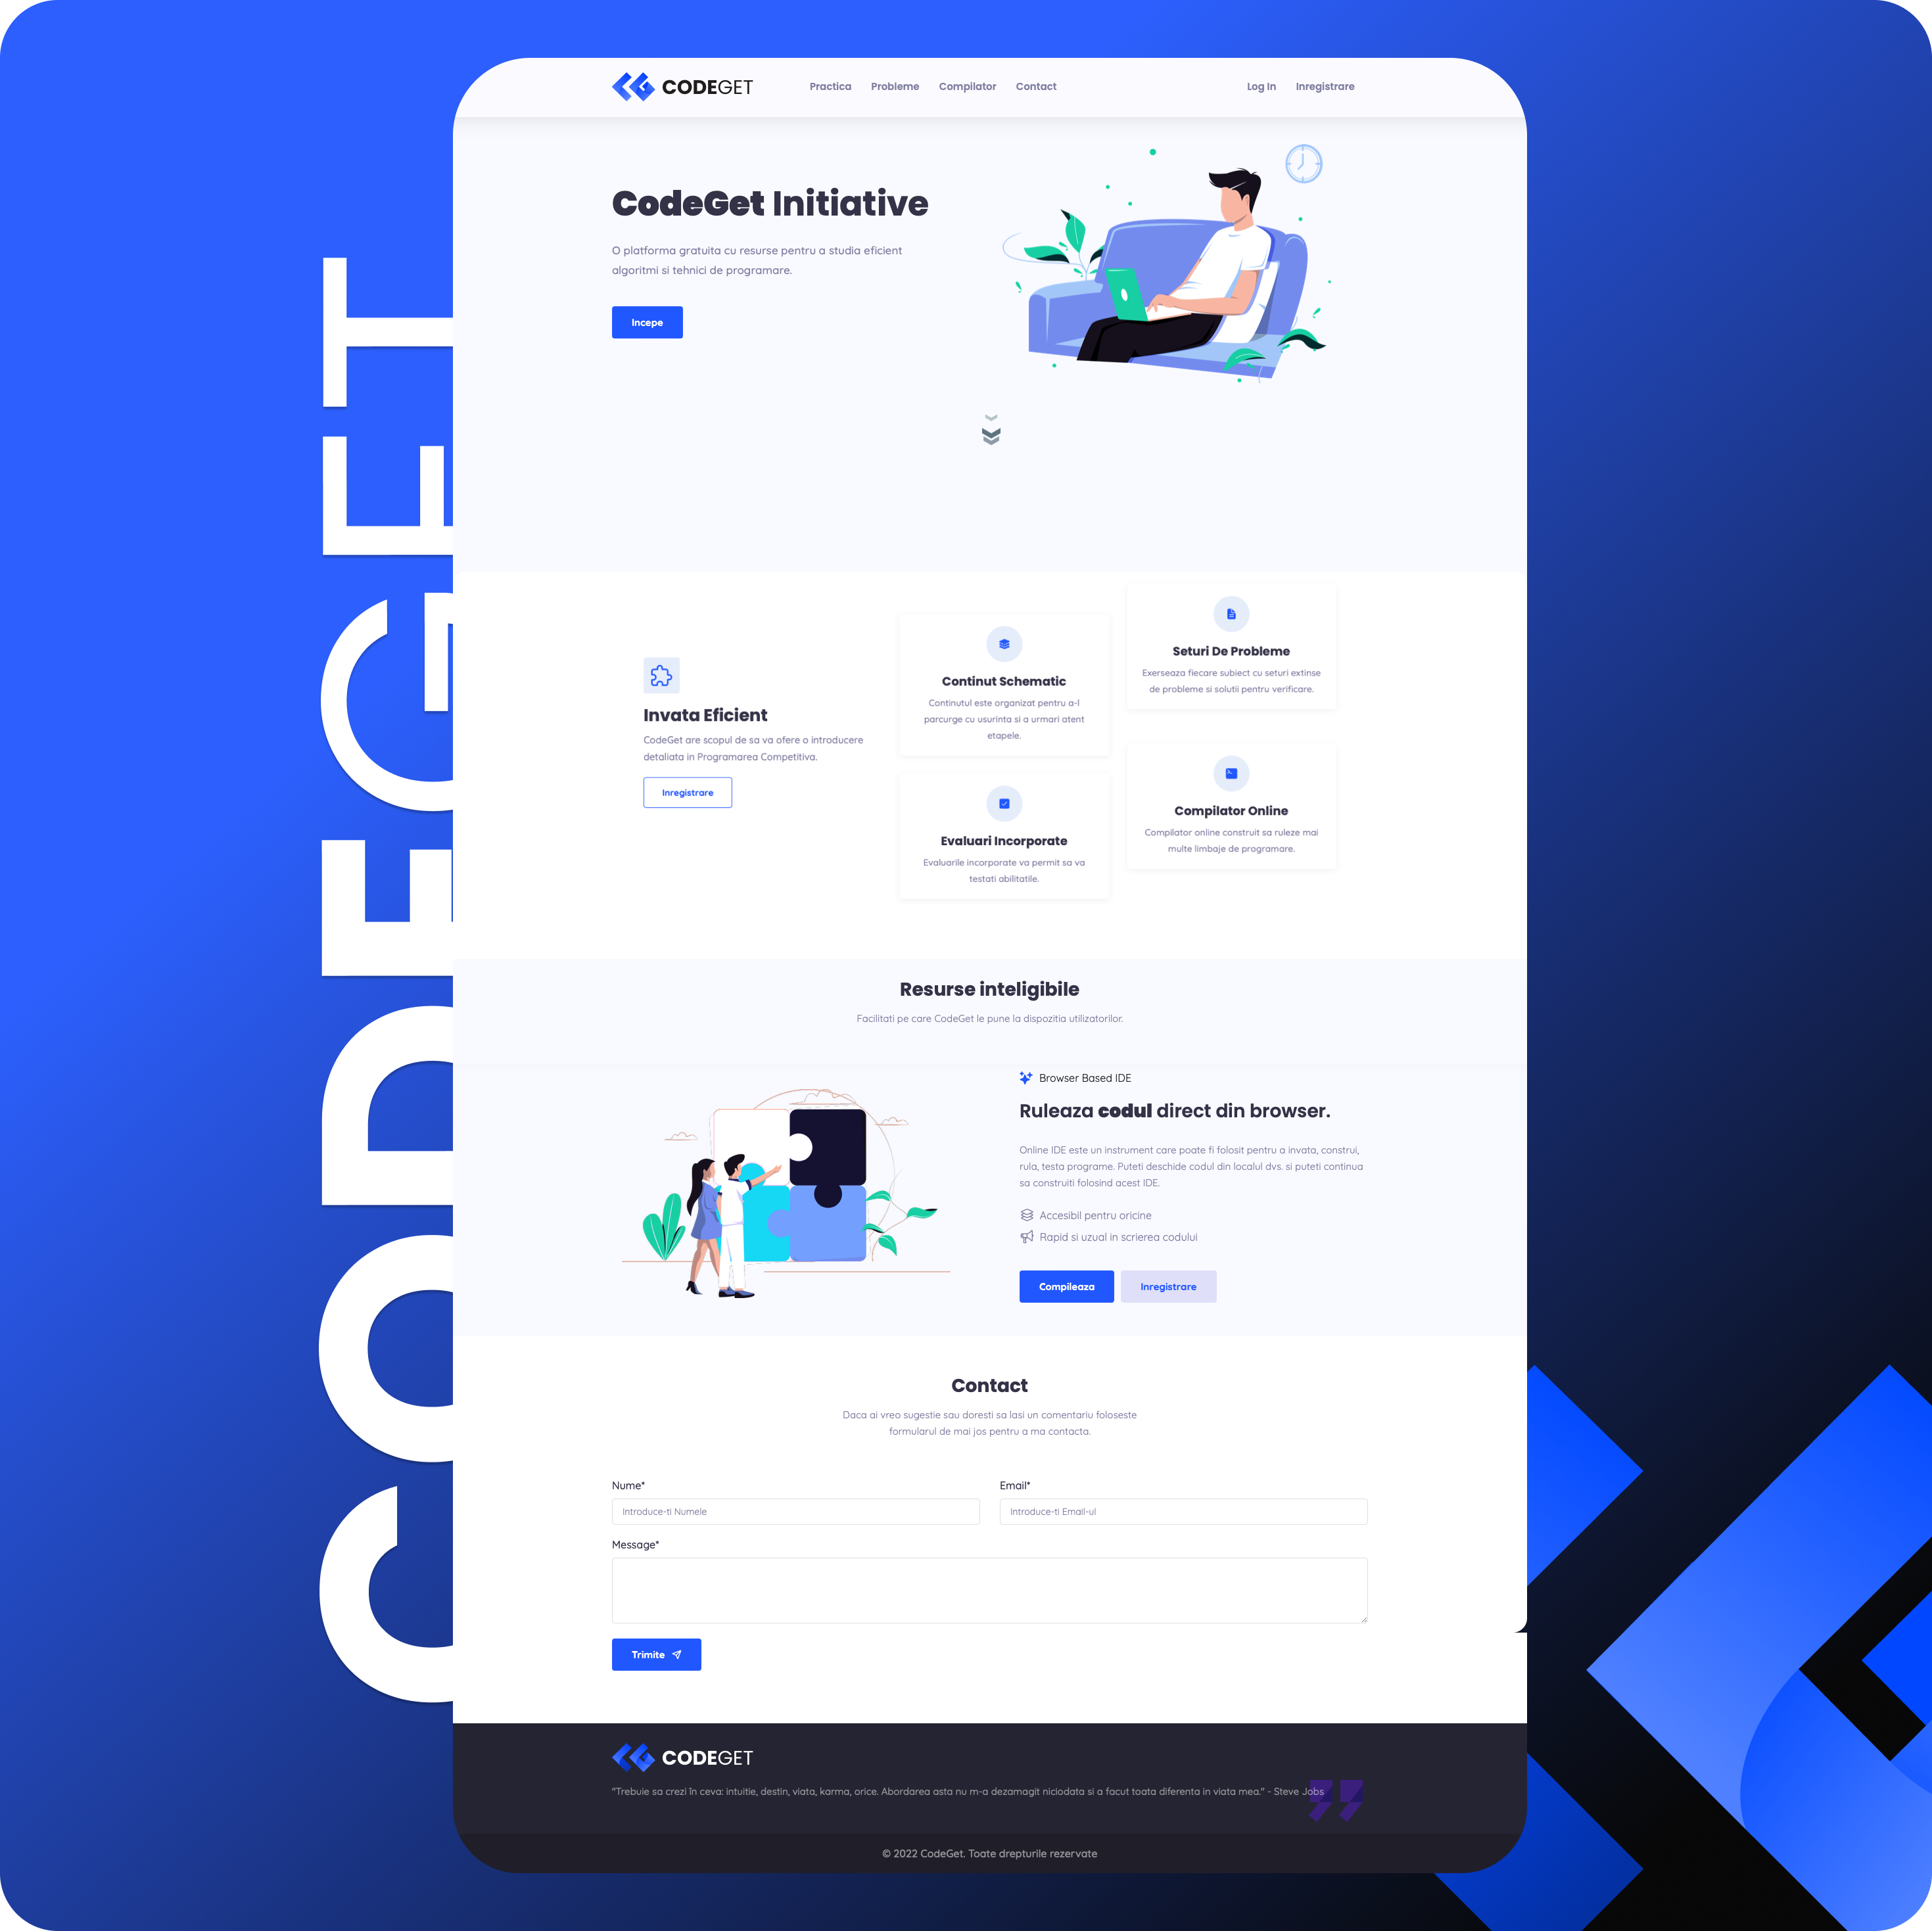 CODEGET
CODEGET
Practica
Probleme
Compilator
Contact
Log In
Inregistrare
CodeGet Initiative
O platforma gratuita cu resurse pentru a studia eficient
algoritmi si tehnici de programare.
Incepe
Invata Eficient
CodeGet are scopul de sa va ofere o introducere
detaliata in Programarea Competitiva.
Inregistrare
Continut Schematic
Continutul este organizat pentru a-l
parcurge cu usurinta si a urmari atent
etapele.
Seturi De Probleme
Exerseaza fiecare subiect cu seturi extinse
de probleme si solutii pentru verificare.
Evaluari Incorporate
Evaluarile incorporate va permit sa va
testati abilitatile.
Compilator Online
Compilator online construit sa ruleze mai
multe limbaje de programare.
Resurse inteligibile
Facilitati pe care CodeGet le pune la dispozitia utilizatorilor.
Browser Based IDE
Ruleaza codul direct din browser.
Online IDE este un instrument care poate fi folosit pentru a invata, construi,
rula, testa programe. Puteti deschide codul din localul dvs. si puteti continua
sa construiti folosind acest IDE.
Accesibil pentru oricine
Rapid si uzual in scrierea codului
Compileaza
Inregistrare
Contact
Daca ai vreo sugestie sau doresti sa lasi un comentariu foloseste
formularul de mai jos pentru a ma contacta.
Nume*
Email*
Introduce-ti Numele
Introduce-ti Email-ul
Message*
Trimite
CODEGET
"Trebuie sa crezi în ceva: intuitie, destin, viata, karma, orice. Abordarea asta nu m-a dezamagit niciodata si a facut toata diferenta in viata mea." - Steve Jobs
© 2022 CodeGet. Toate drepturile rezervate